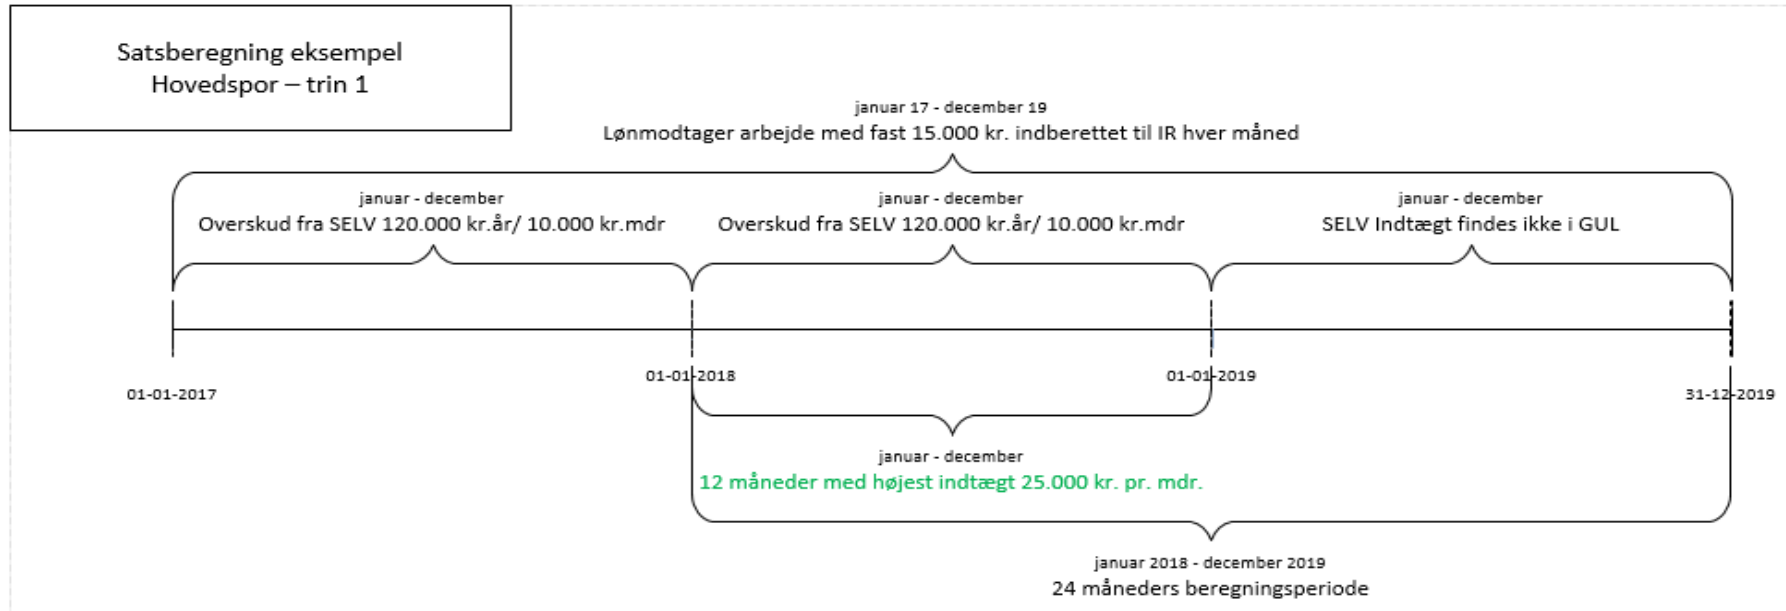 Satsberegning eksempel
Hovedspor – trin 1
januar 17 - december 19
Lønmodtager arbejde med fast 15.000 kr. indberettet til IR hver måned
januar - december
Overskud fra SELV 120.000 kr.år/ 10.000 kr.mdr
januar - december
Overskud fra SELV 120.000 kr.år/ 10.000 kr.mdr
januar - december
SELV Indtægt findes ikke i GUL
01-01-2017
01-01-2018
01-01-2019
31-12-2019
januar - december
12 måneder med højest indtægt 25.000 kr. pr. mdr.
januar 2018 - december 2019
24 måneders beregningsperiode